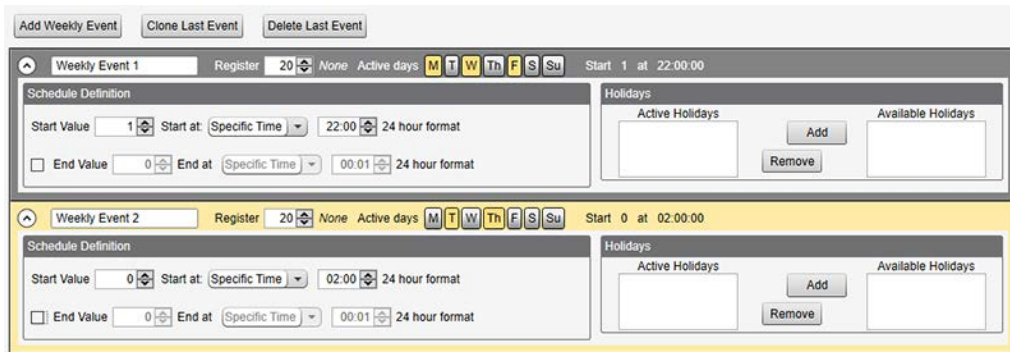 Add Weekly Event Clone Last Event Delete Last Event
Weekly Event 1 Register 20 None Active days M T W Th F S Su Start 1 at 22:00:00
Schedule Definition Holidays
Active Holidays Available Holidays
Start Value 1 Start at: Specific Time 22:00 24 hour format
Add
End Value 0 End at Specific Time 00:01 24 hour format
Remove
Weekly Event 2 Register 20 None Active days M T W Th F S Su Start 0 at 02:00:00
Schedule Definition Holidays
Active Holidays Available Holidays
Start Value 0 Start at: Specific Time 02:00 24 hour format
Add
End Value 0 End at Specific Time 00:01 24 hour format
Remove